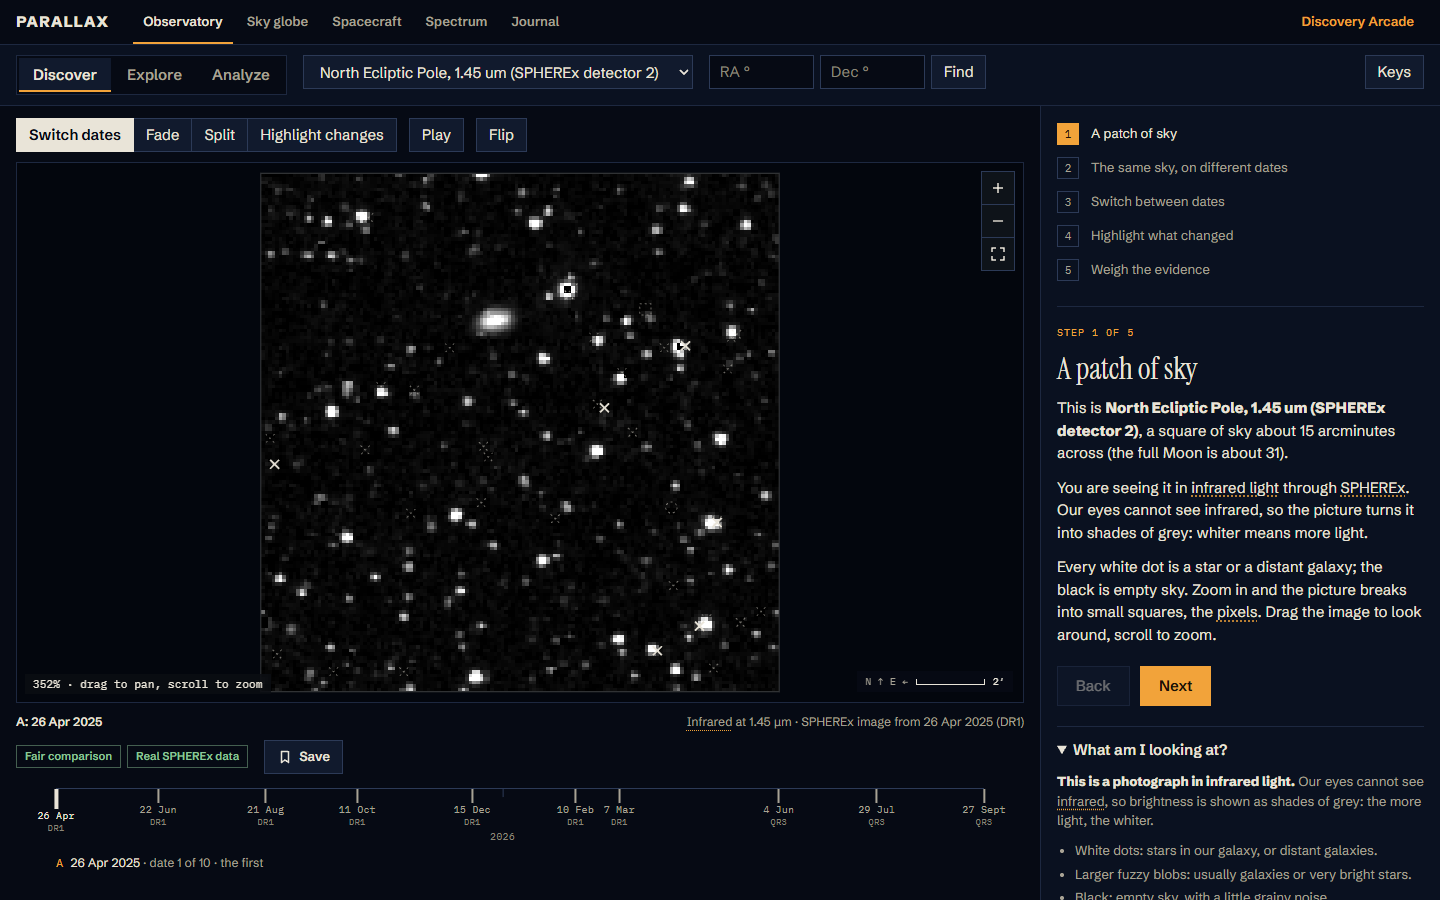 PARALLAX
Observatory
Sky globe
Spacecraft
Spectrum
Journal
Discovery Arcade
Discover
Explore
Analyze
North Ecliptic Pole, 1.45 um (SPHEREx detector 2)
RA °
Dec °
Find
Keys
Switch dates
Fade
Split
Highlight changes
Play
Flip
+
−
352% · drag to pan, scroll to zoom
N ↑ E ← 2′
A: 26 Apr 2025
Infrared at 1.45 µm · SPHEREx image from 26 Apr 2025 (DR1)
Fair comparison
Real SPHEREx data
Save
26 Apr
DR1
22 Jun
DR1
21 Aug
DR1
11 Oct
DR1
15 Dec
DR1
2026
10 Feb
DR1
7 Mar
DR1
4 Jun
QR3
29 Jul
QR3
27 Sept
QR3
A 26 Apr 2025 · date 1 of 10 · the first
1 A patch of sky
2 The same sky, on different dates
3 Switch between dates
4 Highlight what changed
5 Weigh the evidence
STEP 1 OF 5
A patch of sky
This is North Ecliptic Pole, 1.45 um (SPHEREx
detector 2), a square of sky about 15 arcminutes
across (the full Moon is about 31).
You are seeing it in infrared light through SPHEREx.
Our eyes cannot see infrared, so the picture turns it
into shades of grey: whiter means more light.
Every white dot is a star or a distant galaxy; the
black is empty sky. Zoom in and the picture breaks
into small squares, the pixels. Drag the image to look
around, scroll to zoom.
Back
Next
▼ What am I looking at?
This is a photograph in infrared light. Our eyes cannot see
infrared, so brightness is shown as shades of grey: the more
light, the whiter.
• White dots: stars in our galaxy, or distant galaxies.
• Larger fuzzy blobs: usually galaxies or very bright stars.
• Black: empty sky, with a little grainy noise.